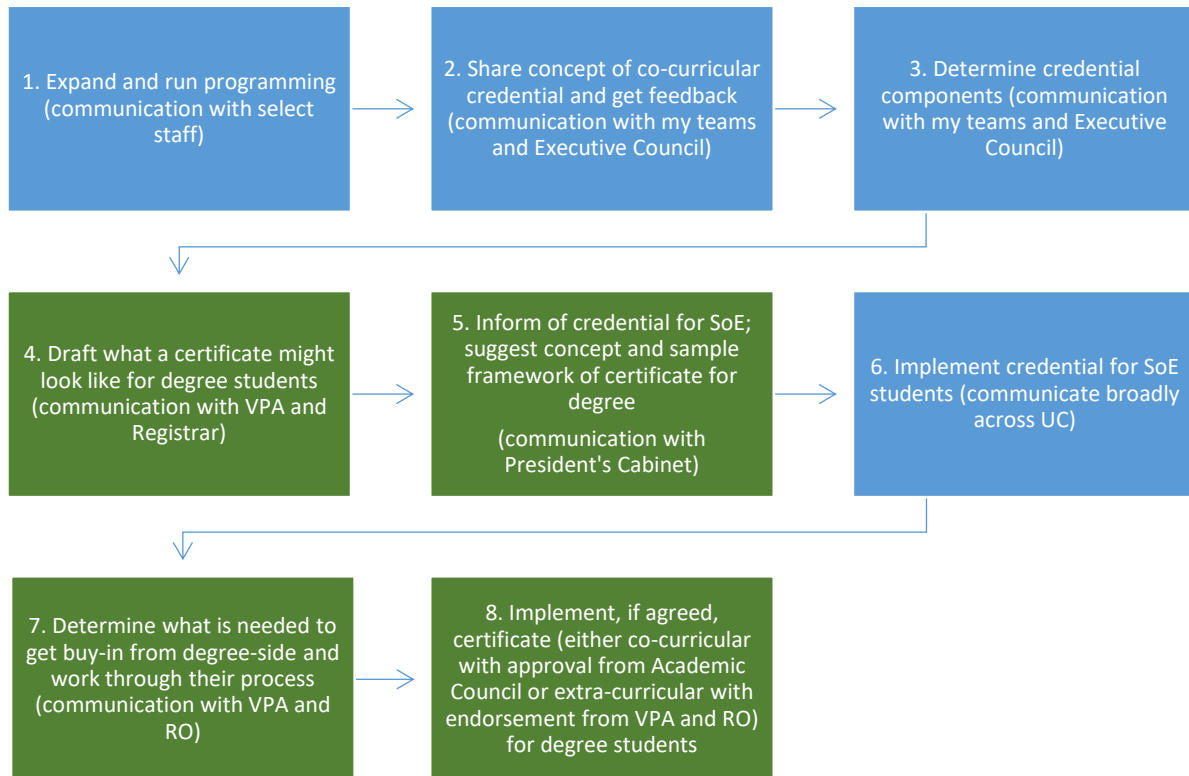 1. Expand and run programming
(communication with select
staff)
2. Share concept of co-curricular
credential and get feedback
(communication with my teams
and Executive Council)
3. Determine credential
components (communication
with my teams and Executive
Council)
4. Draft what a certificate might
look like for degree students
(communication with VPA and
Registrar)
5. Inform of credential for SoE;
suggest concept and sample
framework of certificate for
degree
(communication with
President's Cabinet)
6. Implement credential for SoE
students (communicate broadly
across UC)
7. Determine what is needed to
get buy-in from degree-side and
work through their process
(communication with VPA and
RO)
8. Implement, if agreed,
certificate (either co-curricular
with approval from Academic
Council or extra-curricular with
endorsement from VPA and RO)
for degree students